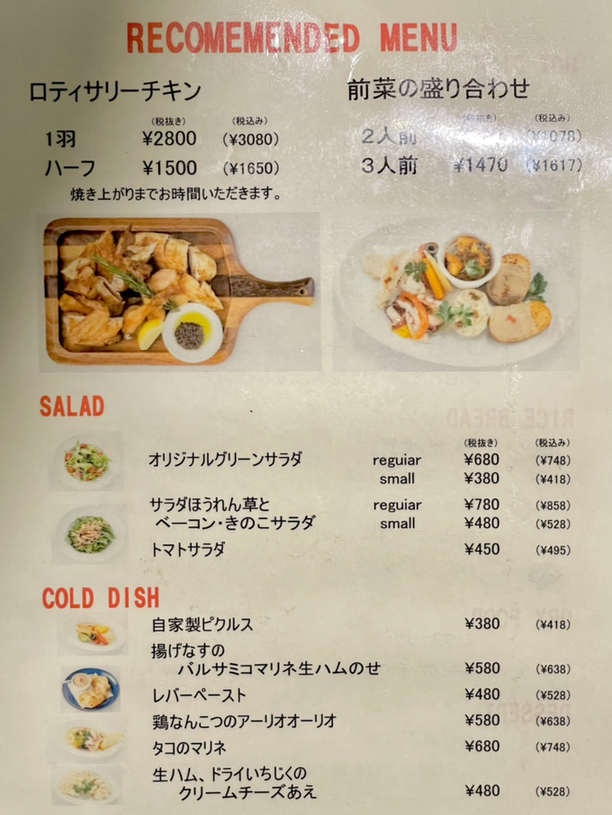 RECOMEMENDED MENU
ロティサリーチキン
(税抜き) (税込み)
1羽 ¥2800 (¥3080)
ハーフ ¥1500 (¥1650)
焼き上がりまでお時間いただきます。
前菜の盛り合わせ
(税込み)
2人前 (¥1078)
3人前 ¥1470 (¥1617)
SALAD
(税抜き) (税込み)
オリジナルグリーンサラダ reguiar ¥680 (¥748)
small ¥380 (¥418)
サラダほうれん草と reguiar ¥780 (¥858)
ベーコン・きのこサラダ small ¥480 (¥528)
トマトサラダ ¥450 (¥495)
COLD DISH
自家製ピクルス ¥380 (¥418)
揚げなすの
バルサミコマリネ生ハムのせ ¥580 (¥638)
レバーペースト ¥480 (¥528)
鶏なんこつのアーリオオーリオ ¥580 (¥638)
タコのマリネ ¥680 (¥748)
生ハム、ドライいちじくの
クリームチーズあえ ¥480 (¥528)